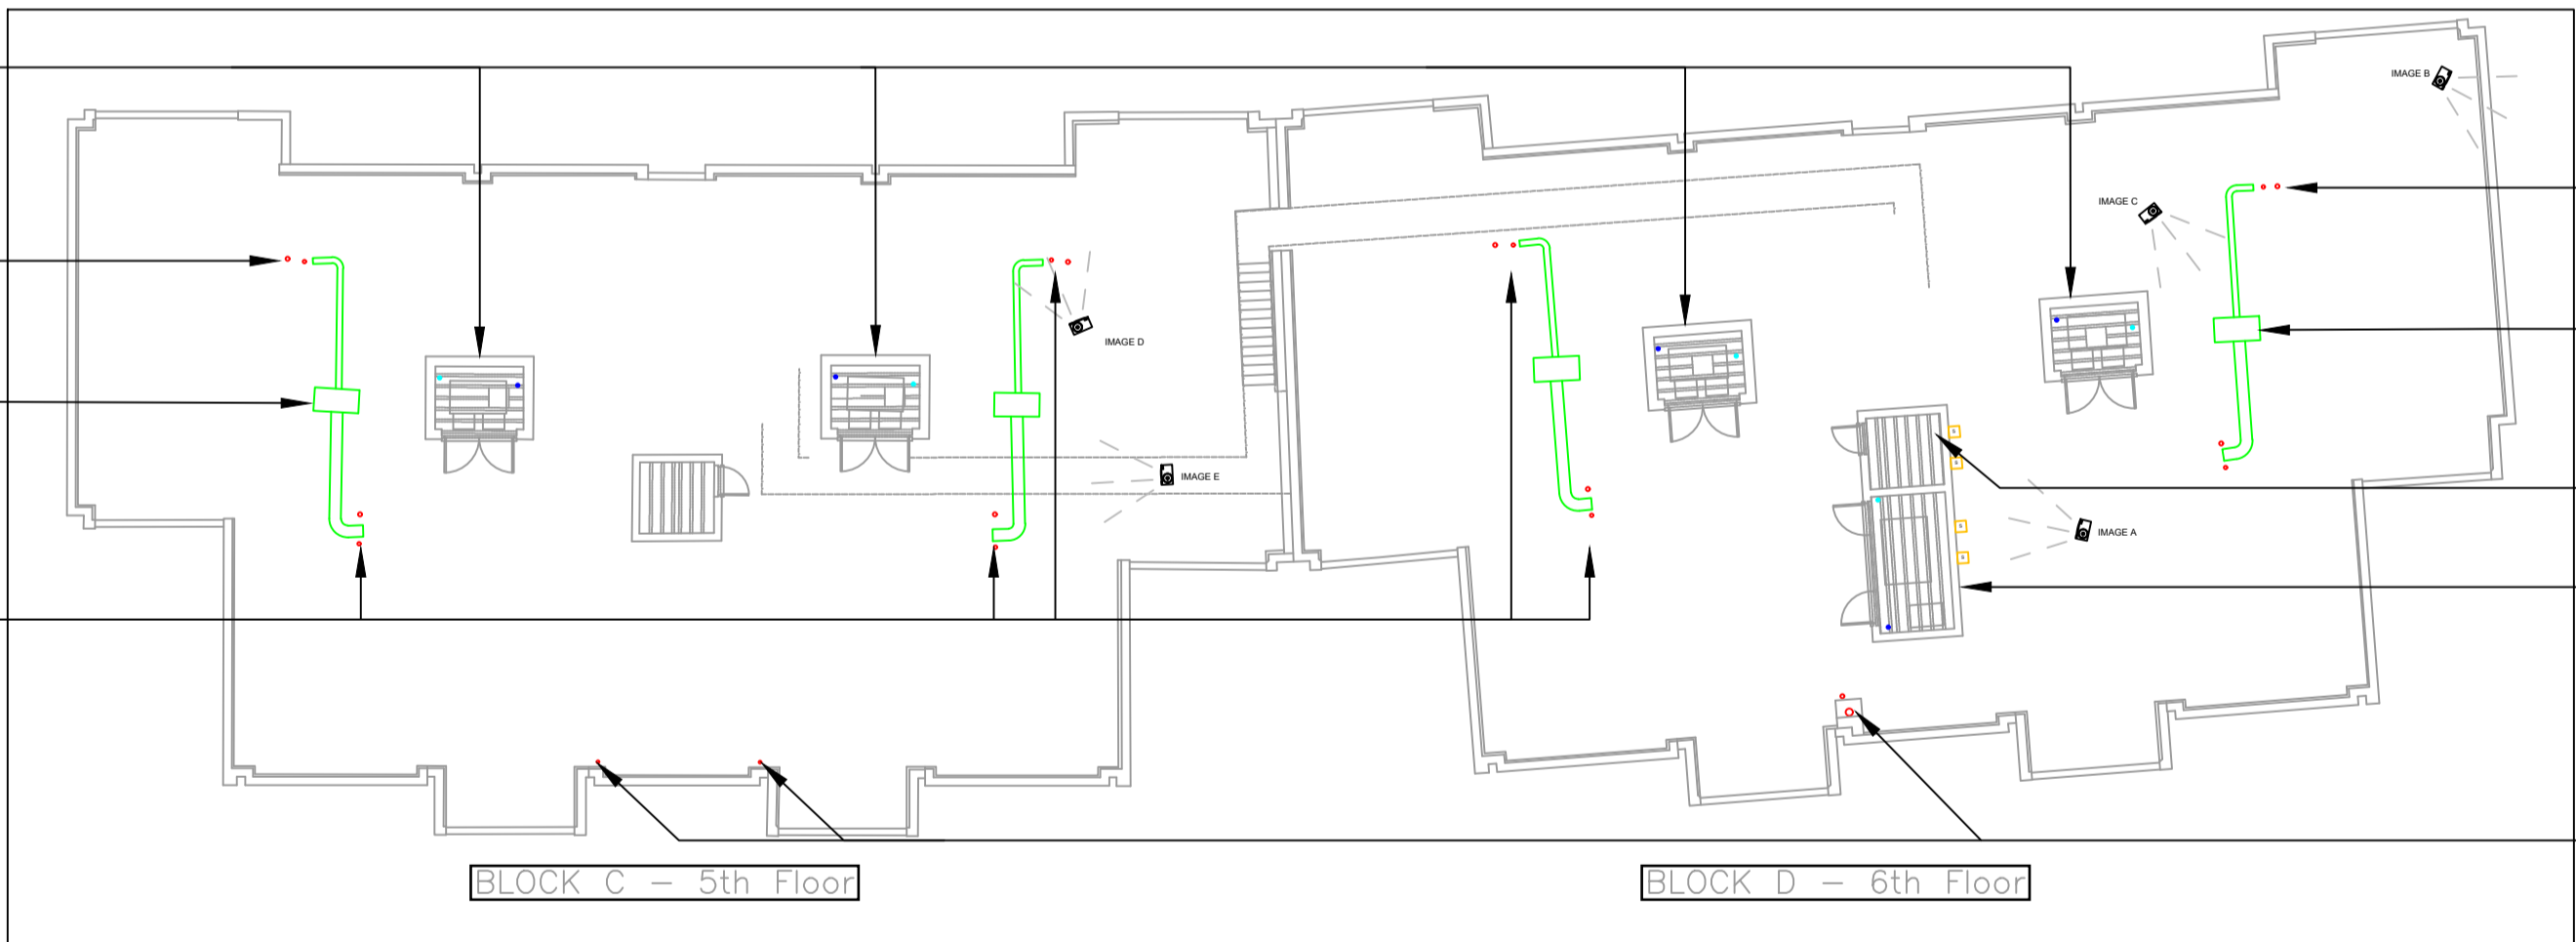 IMAGE B
IMAGE C
IMAGE D
IMAGE E
IMAGE A
BLOCK C - 5th Floor
BLOCK D - 6th Floor